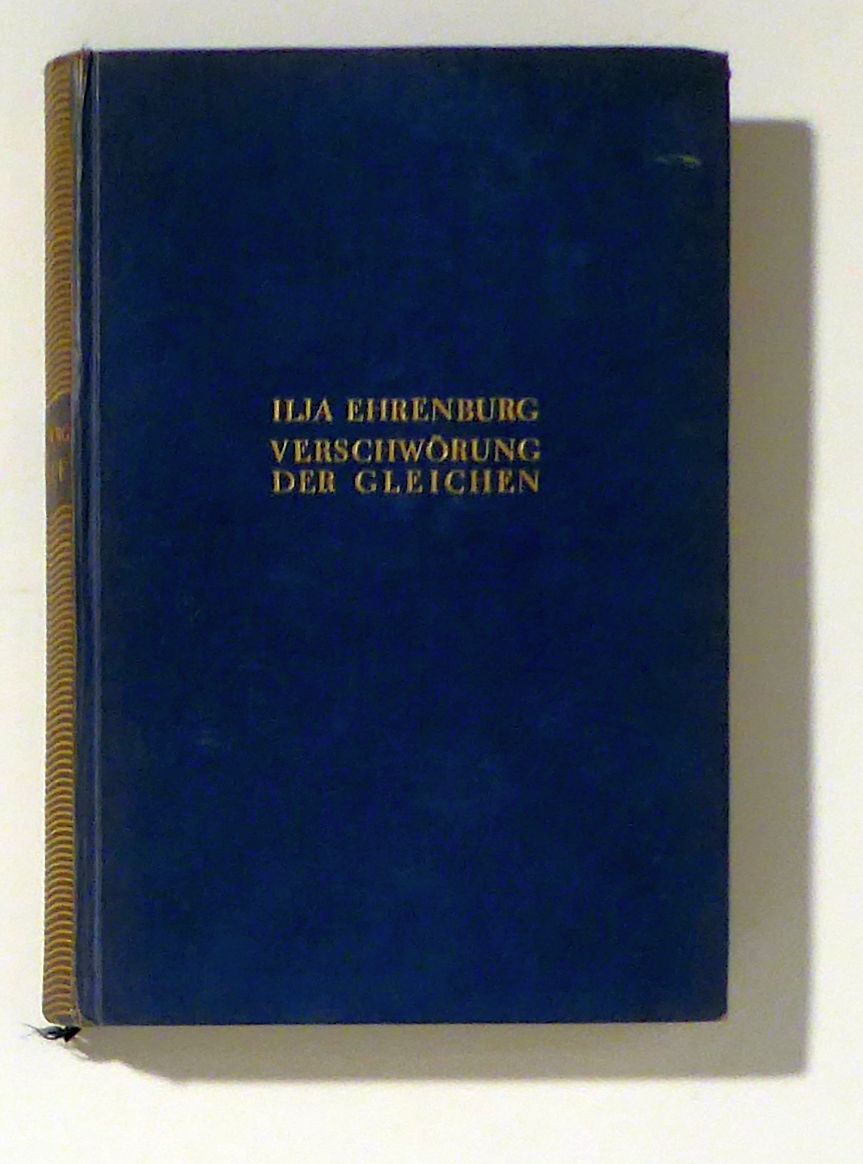 ILJA EHRENBURG
VERSCHWÖRUNG
DER GLEICHEN